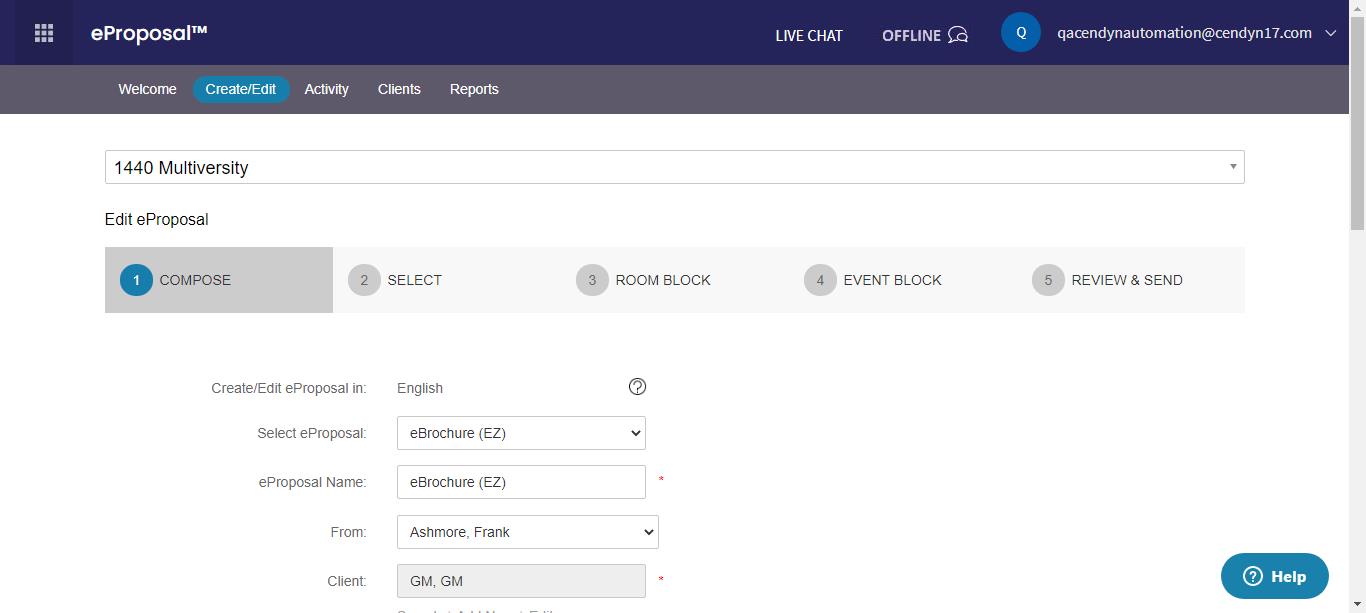 eProposal™ LIVE CHAT OFFLINE Q qacendynautomation@cendyn17.com
Welcome Create/Edit Activity Clients Reports
1440 Multiversity
Edit eProposal
1 COMPOSE 2 SELECT 3 ROOM BLOCK 4 EVENT BLOCK 5 REVIEW & SEND
Create/Edit eProposal in: English ?
Select eProposal: eBrochure (EZ)
eProposal Name: eBrochure (EZ) *
From: Ashmore, Frank
Client: GM, GM *
? Help